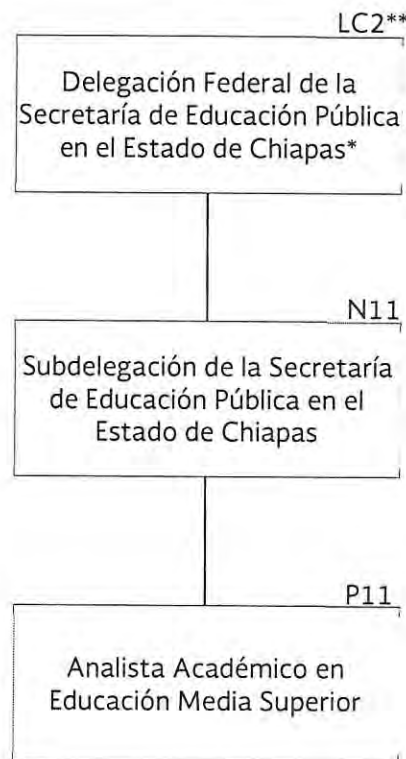 LC2**
Delegación Federal de la
Secretaría de Educación Pública
en el Estado de Chiapas*
N11
Subdelegación de la Secretaría
de Educación Pública en el
Estado de Chiapas
P11
Analista Académico en
Educación Media Superior